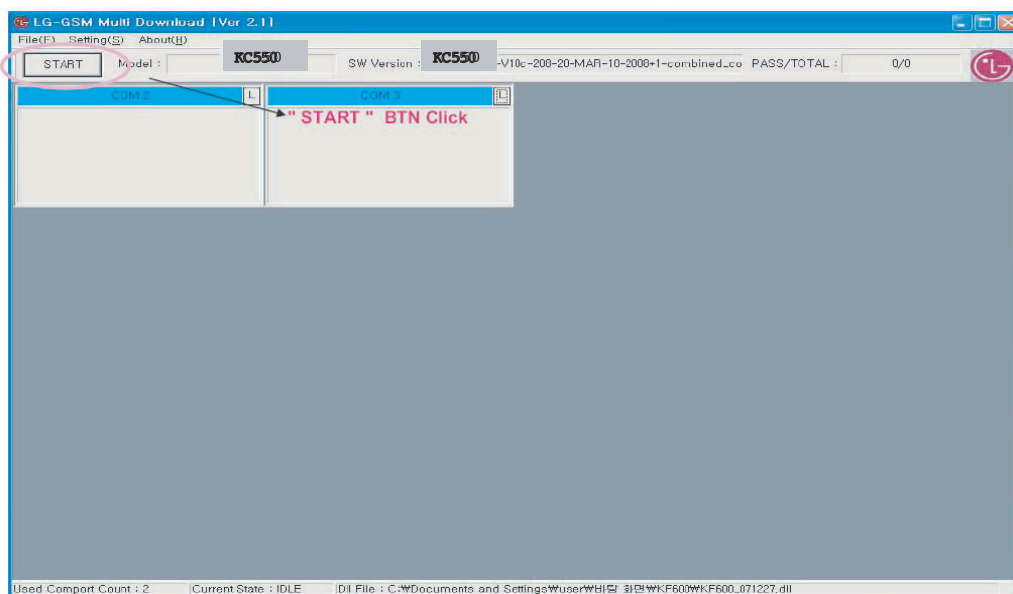 LG-GSM Multi Download [Ver 2.1]
File(F) Setting(S) About(H)
START Model : KC550 SW Version : KC550 -V10c-208-20-MAR-10-2008+1-combined_co PASS/TOTAL : 0/0
COM 2 L COM 3 L
" START " BTN Click
Used Comport Count : 2 Current State : IDLE Dll File : C:₩Documents and Settings₩user₩바탕 화면₩KF600₩KF600_071227.dll